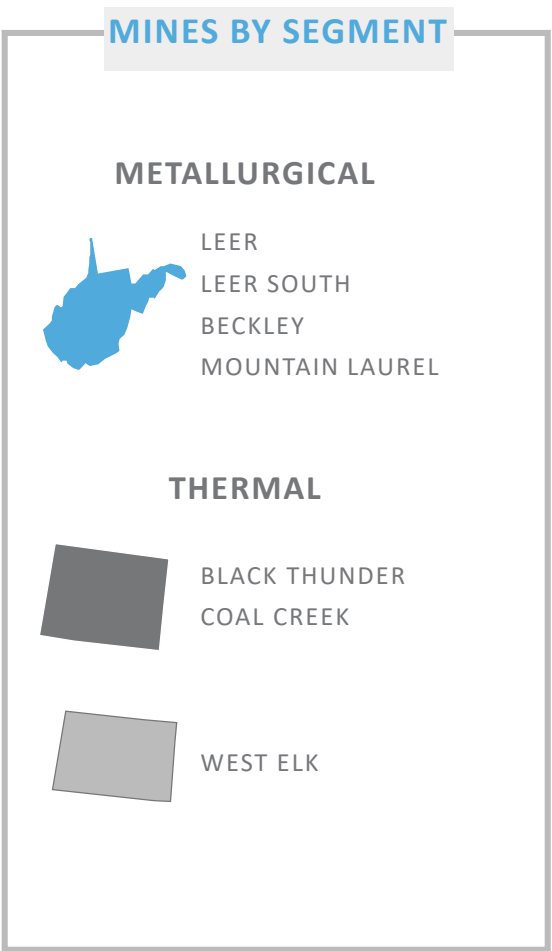 MINES BY SEGMENT
METALLURGICAL
LEER
LEER SOUTH
BECKLEY
MOUNTAIN LAUREL
THERMAL
BLACK THUNDER
COAL CREEK
WEST ELK